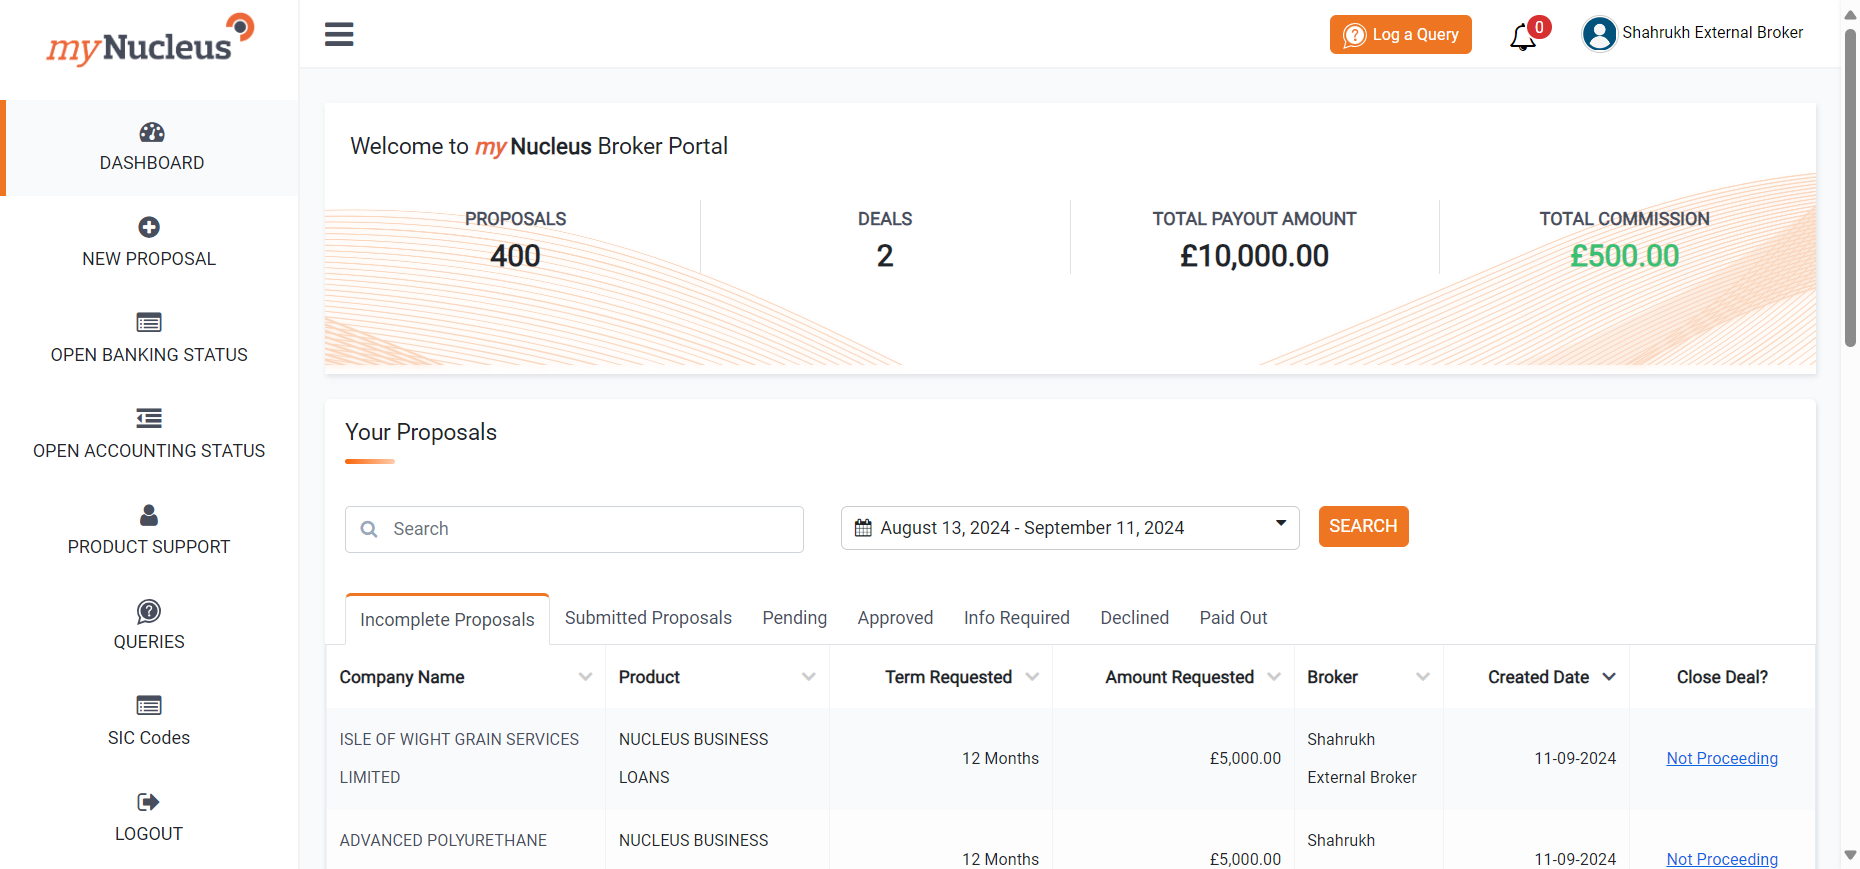 myNucleus
DASHBOARD
NEW PROPOSAL
OPEN BANKING STATUS
OPEN ACCOUNTING STATUS
PRODUCT SUPPORT
QUERIES
SIC Codes
LOGOUT
Log a Query
0
Shahrukh External Broker
Welcome to my Nucleus Broker Portal
PROPOSALS
400
DEALS
2
TOTAL PAYOUT AMOUNT
£10,000.00
TOTAL COMMISSION
£500.00
Your Proposals
Search
August 13, 2024 - September 11, 2024
SEARCH
Incomplete Proposals Submitted Proposals Pending Approved Info Required Declined Paid Out
Company Name Product Term Requested Amount Requested Broker Created Date Close Deal?
ISLE OF WIGHT GRAIN SERVICES
LIMITED
NUCLEUS BUSINESS
LOANS
12 Months
£5,000.00
Shahrukh
External Broker
11-09-2024
Not Proceeding
ADVANCED POLYURETHANE
NUCLEUS BUSINESS
12 Months
£5,000.00
Shahrukh
11-09-2024
Not Proceeding